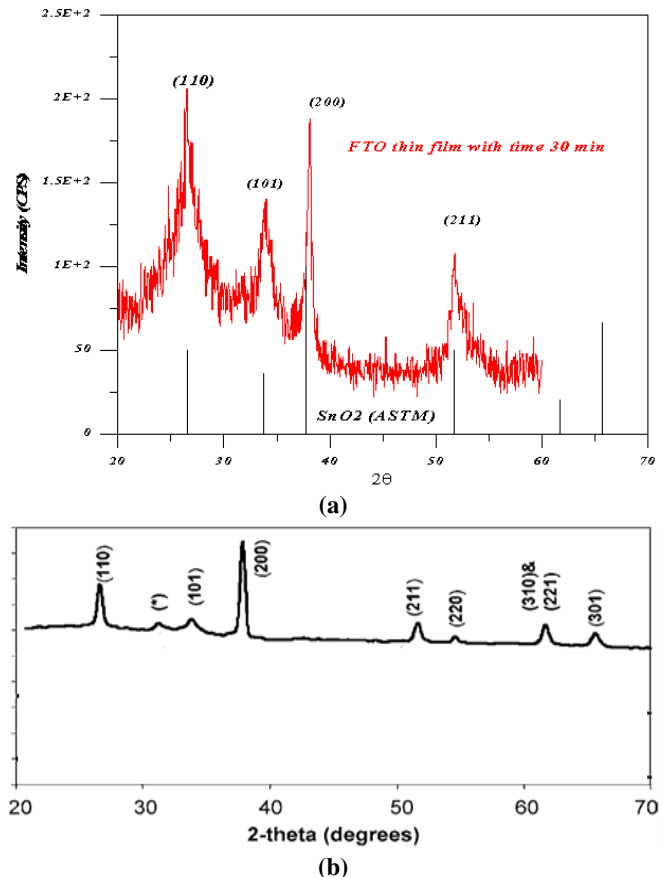 2.5E+2
(110)
2E+2
(200)
FTO thin film with time 30 min
1.5E+2
(101)
Intensity (CPS)
(211)
1E+2
50
SnO2 (ASTM)
0
20 30 40 50 60 70
2θ
(a)
(110)
(*)
(101)
(200)
(211)
(220)
(310)&
(221)
(301)
20 30 40 50 60 70
2-theta (degrees)
(b)